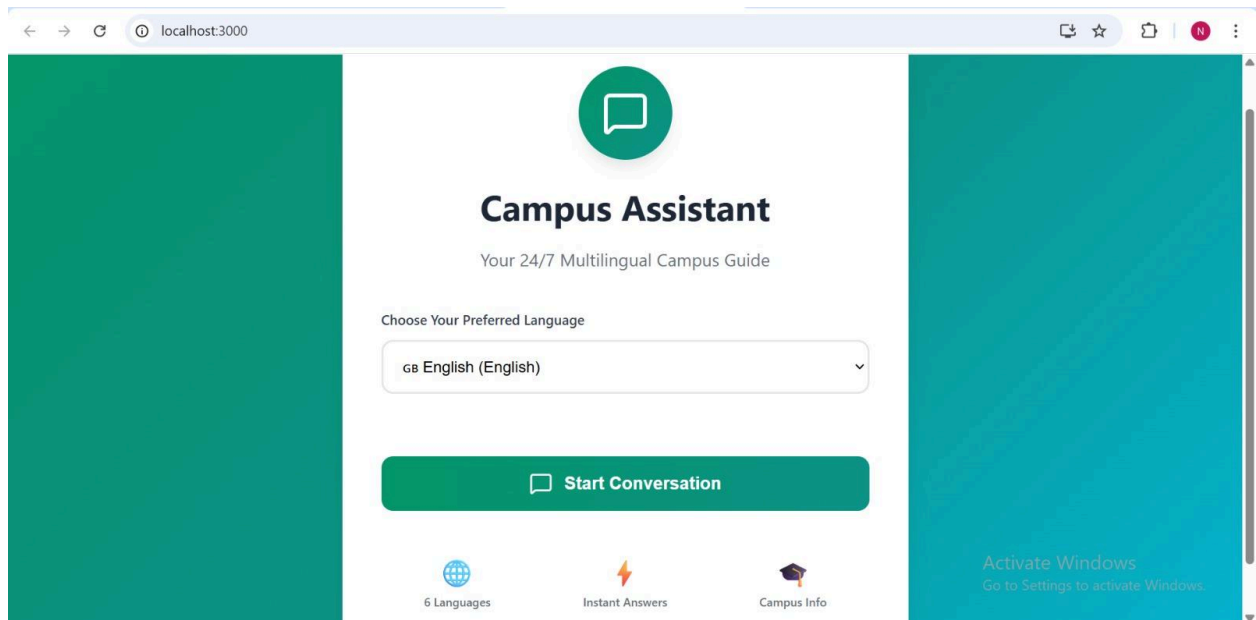 localhost:3000
N
Campus Assistant
Your 24/7 Multilingual Campus Guide
Choose Your Preferred Language
GB English (English)
Start Conversation
6 Languages
Instant Answers
Campus Info
Activate Windows
Go to Settings to activate Windows.